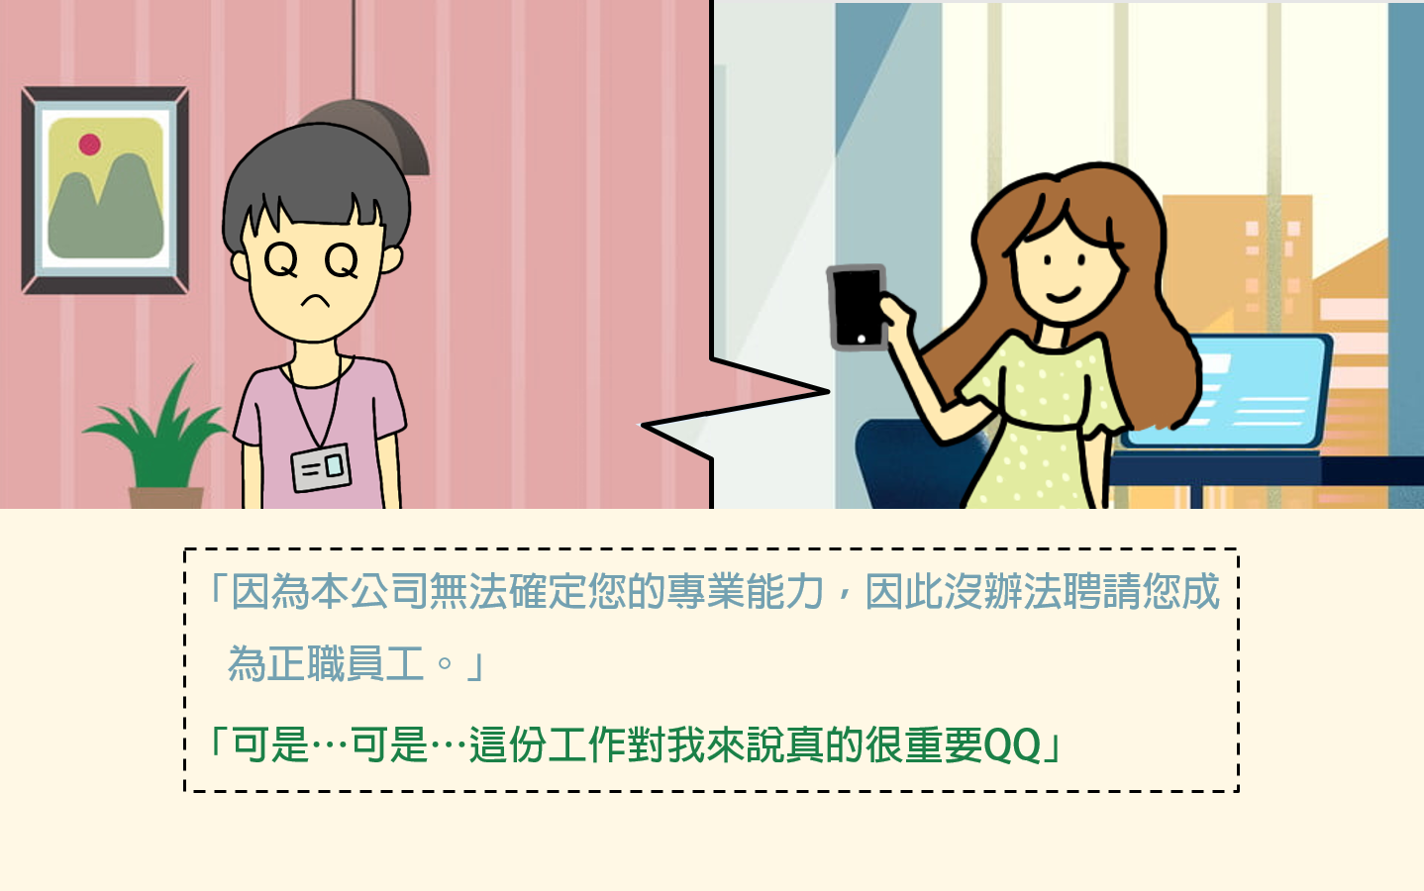 「因為本公司無法確定您的專業能力，因此沒辦法聘請您成
為正職員工。」
「可是…可是…這份工作對我來說真的很重要QQ」